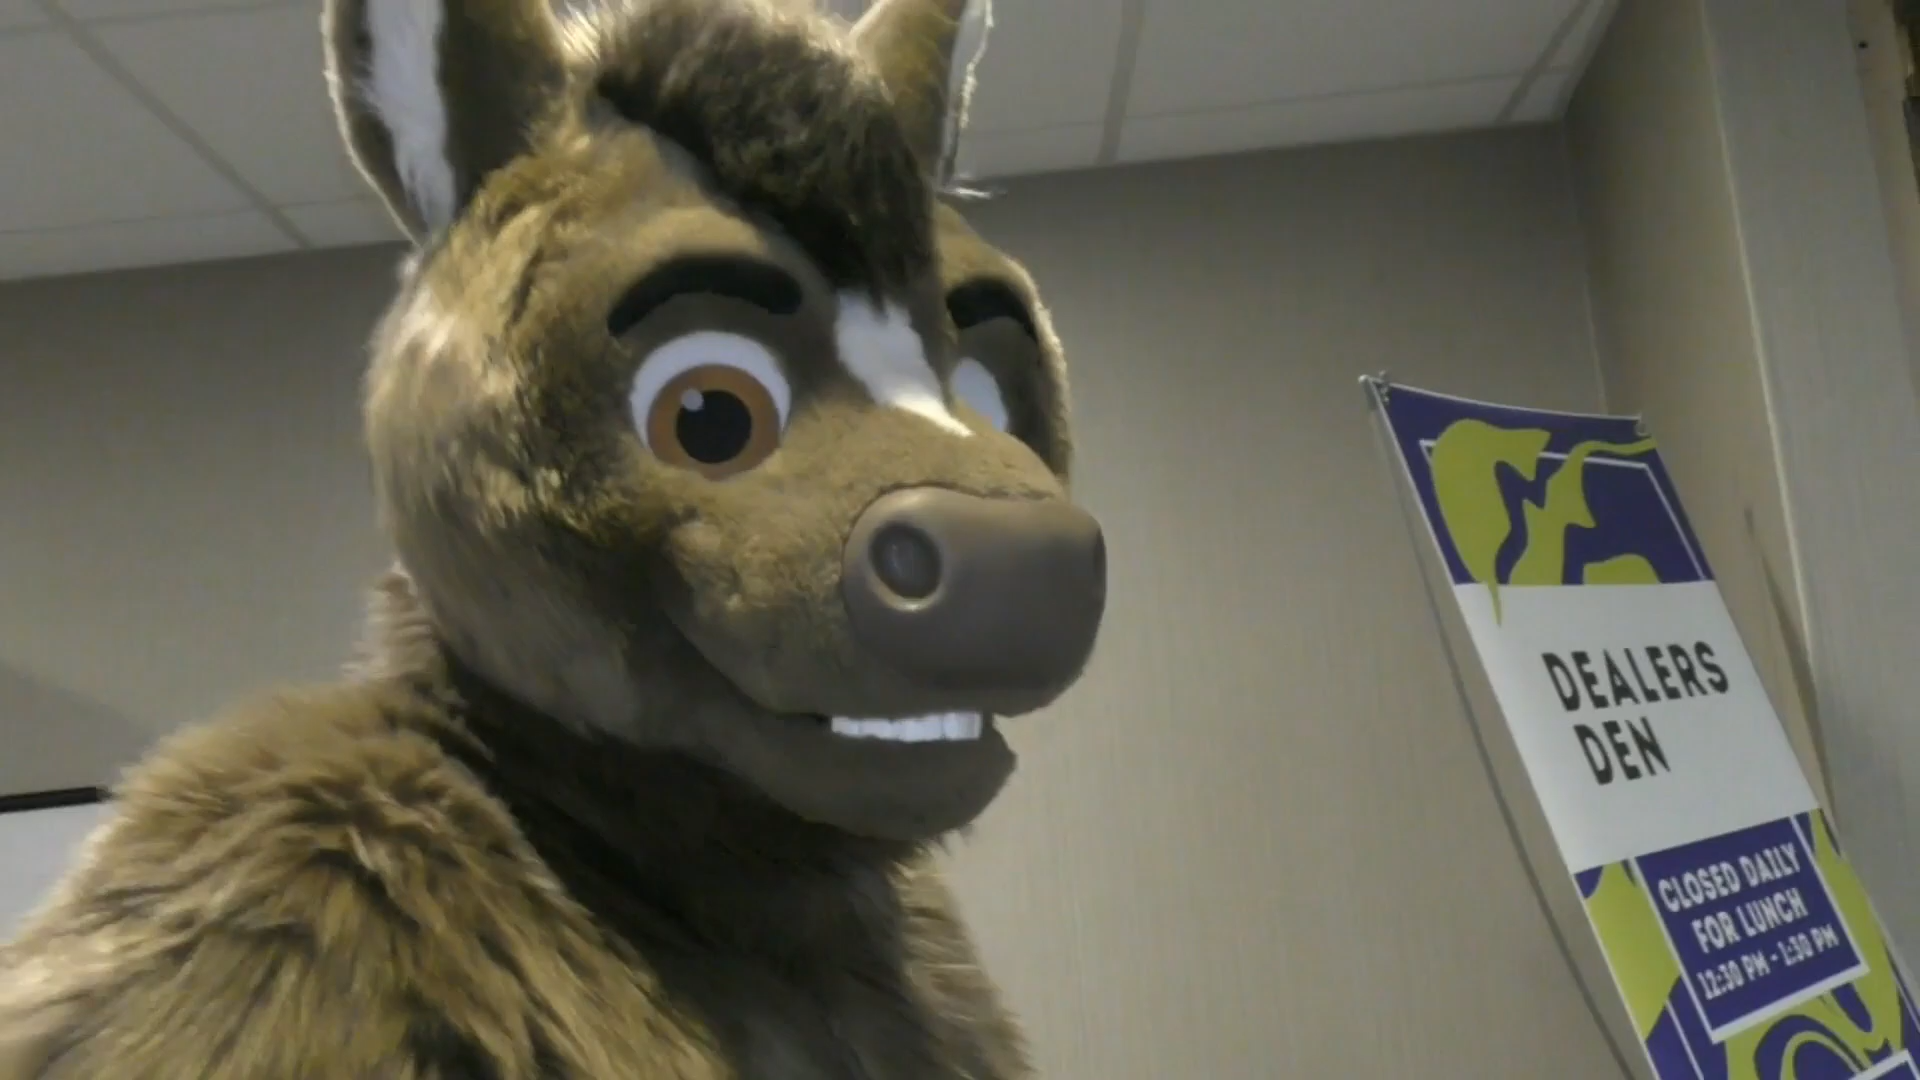 DEALERS
DEN
CLOSED DAILY
FOR LUNCH
12:30 PM - 1:30 PM